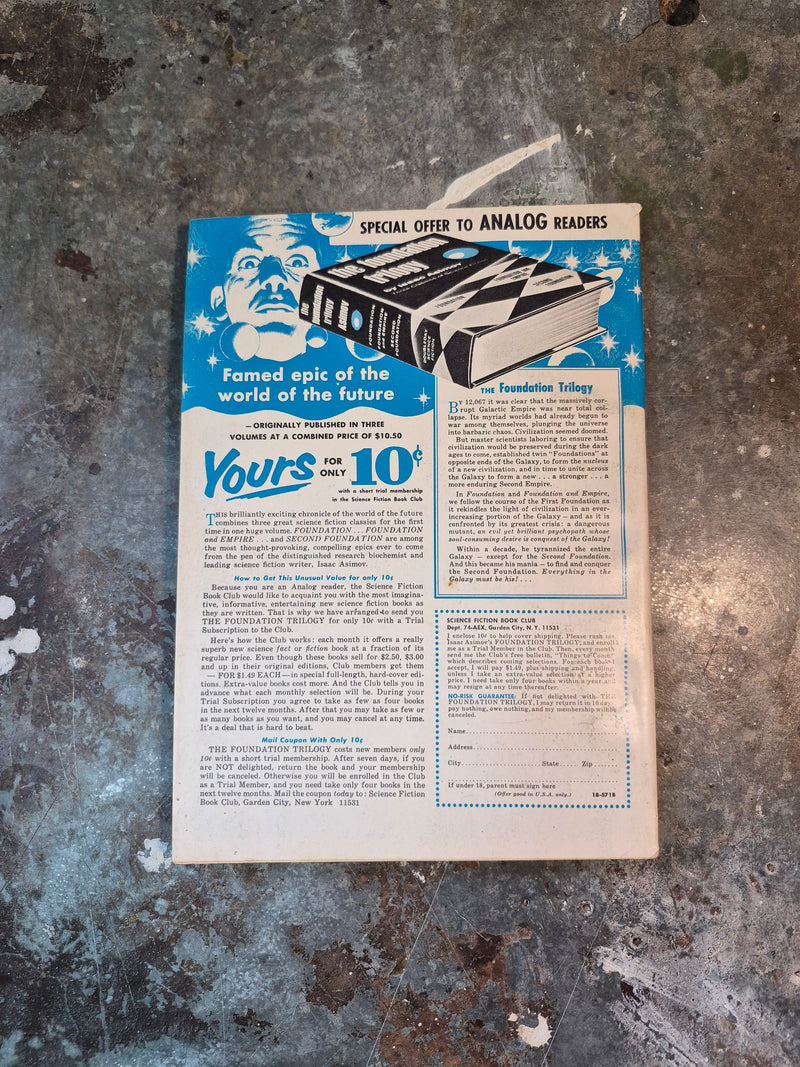 SPECIAL OFFER TO ANALOG READERS
the foundation
trilogy
by Isaac Asimov
the
foundation
trilogy
Asimov
FOUNDATION
FOUNDATION
and EMPIRE
SECOND
FOUNDATION
DOUBLEDAY
SCIENCE
FICTION
Famed epic of the
world of the future
—ORIGINALLY PUBLISHED IN THREE
VOLUMES AT A COMBINED PRICE OF $10.50
Yours FOR ONLY 10¢
with a short trial membership
in the Science Fiction Book Club
THIS brilliantly exciting chronicle of the world of the future
combines three great science fiction classics for the first
time in one huge volume. FOUNDATION . . . FOUNDATION
and EMPIRE . . . and SECOND FOUNDATION are among
the most thought-provoking, compelling epics ever to come
from the pen of the distinguished research biochemist and
leading science fiction writer, Isaac Asimov.
How to Get This Unusual Value for only 10¢
Because you are an Analog reader, the Science Fiction
Book Club would like to acquaint you with the most imagina-
tive, informative, entertaining new science fiction books as
they are written. That is why we have arranged to send you
THE FOUNDATION TRILOGY for only 10¢ with a Trial
Subscription to the Club.
Here's how the Club works: each month it offers a really
superb new science fact or fiction book at a fraction of its
regular price. Even though these books sell for $2.50, $3.00
and up in their original editions, Club members get them
— FOR $1.49 EACH — in special full-length, hard-cover edi-
tions. Extra-value books cost more. And the Club tells you in
advance what each monthly selection will be. During your
Trial Subscription you agree to take as few as four books
in the next twelve months. After that you may take as few or
as many books as you want, and you may cancel at any time.
It's a deal that is hard to beat.
Mail Coupon With Only 10¢
THE FOUNDATION TRILOGY costs new members only
10¢ with a short trial membership. After seven days, if you
are NOT delighted, return the book and your membership
will be canceled. Otherwise you will be enrolled in the Club
as a Trial Member, and you need take only four books in the
next twelve months. Mail the coupon today to: Science Fiction
Book Club, Garden City, New York 11531
THE Foundation Trilogy
BY 12,067 it was clear that the massively cor-
rupt Galactic Empire was near total col-
lapse. Its myriad worlds had already begun to
war among themselves, plunging the universe
into barbaric chaos. Civilization seemed doomed.
But master scientists laboring to ensure that
civilization would be preserved during the dark
ages to come, established twin "Foundations" at
opposite ends of the Galaxy, to form the nucleus
of a new civilization, and in time to unite across
the Galaxy to form a new . . . a stronger . . . a
more enduring Second Empire.
In Foundation and Foundation and Empire,
we follow the course of the First Foundation as
it rekindles the light of civilization in an ever-
increasing portion of the Galaxy — and as it is
confronted by its greatest crisis: a dangerous
mutant, an evil yet brilliant psychopath whose
soul-consuming desire is conquest of the Galaxy!
Within a decade, he tyrannized the entire
Galaxy — except for the Second Foundation.
And this became his mania — to find and conquer
the Second Foundation. Everything in the
Galaxy must be his! . . .
SCIENCE FICTION BOOK CLUB
Dept. 74-AEX, Garden City, N.Y. 11531
I enclose 10¢ to help cover shipping. Please rush me
Isaac Asimov's FOUNDATION TRILOGY; and enroll
me as a Trial Member in the Club. Then, every month
send me the Club's free bulletin, "Things to Come"
which describes coming selections. For each book I
accept, I will pay $1.49, plus shipping and handling,
unless I take an extra-value selection at a higher
price. I need take only four books within a year and
may resign at any time thereafter.
NO-RISK GUARANTEE: If not delighted with THE
FOUNDATION TRILOGY, I may return it in 10 days,
pay nothing, owe nothing, and my membership will be
canceled.
Name
Address
City State Zip
If under 18, parent must sign here
(Offer good in U.S.A. only.) 18-S71B